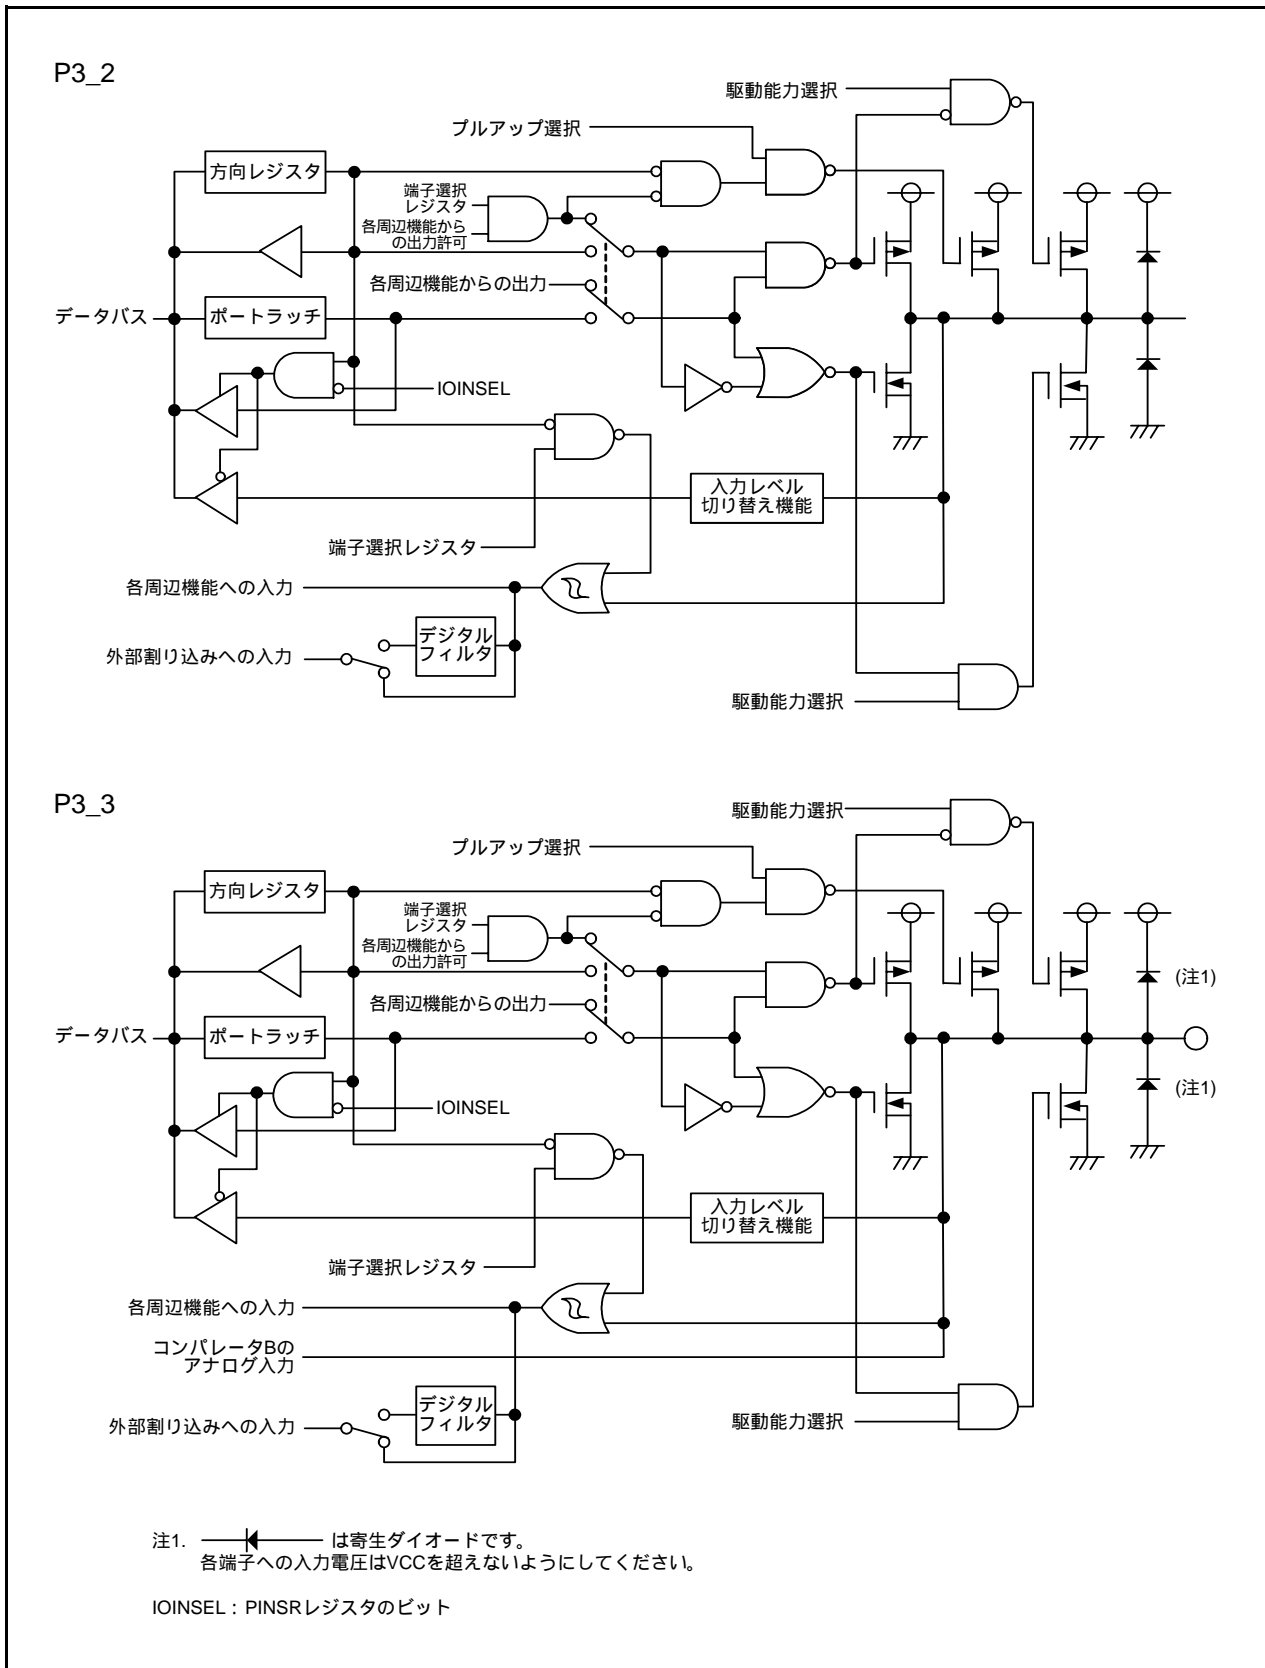 P3_2
駆動能力選択
プルアップ選択
方向レジスタ
端子選択
レジスタ
各周辺機能から
の出力許可
各周辺機能からの出力
データバス
ポートラッチ
IOINSEL
入力レベル
切り替え機能
端子選択レジスタ
各周辺機能への入力
デジタル
フィルタ
外部割り込みへの入力
駆動能力選択
P3_3
駆動能力選択
プルアップ選択
方向レジスタ
端子選択
レジスタ
各周辺機能から
の出力許可
(注1)
各周辺機能からの出力
データバス
ポートラッチ
(注1)
IOINSEL
入力レベル
切り替え機能
端子選択レジスタ
各周辺機能への入力
コンパレータBの
アナログ入力
デジタル
フィルタ
外部割り込みへの入力
駆動能力選択
注1. は寄生ダイオードです。
各端子への入力電圧はVCCを超えないようにしてください。
IOINSEL：PINSRレジスタのビット